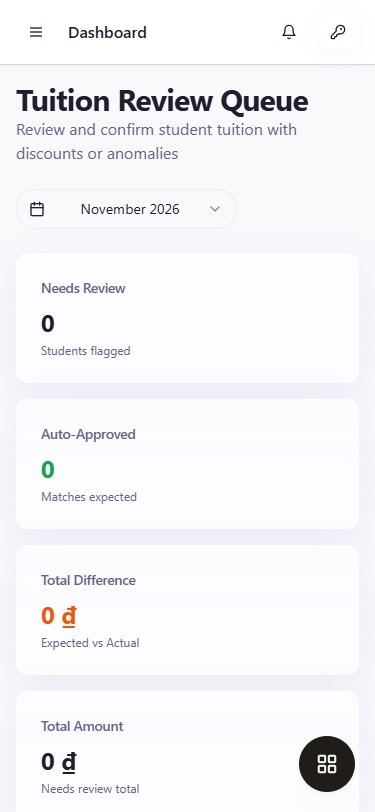 Dashboard
Tuition Review Queue
Review and confirm student tuition with
discounts or anomalies
November 2026
Needs Review
0
Students flagged
Auto-Approved
0
Matches expected
Total Difference
0 ₫
Expected vs Actual
Total Amount
0 ₫
Needs review total